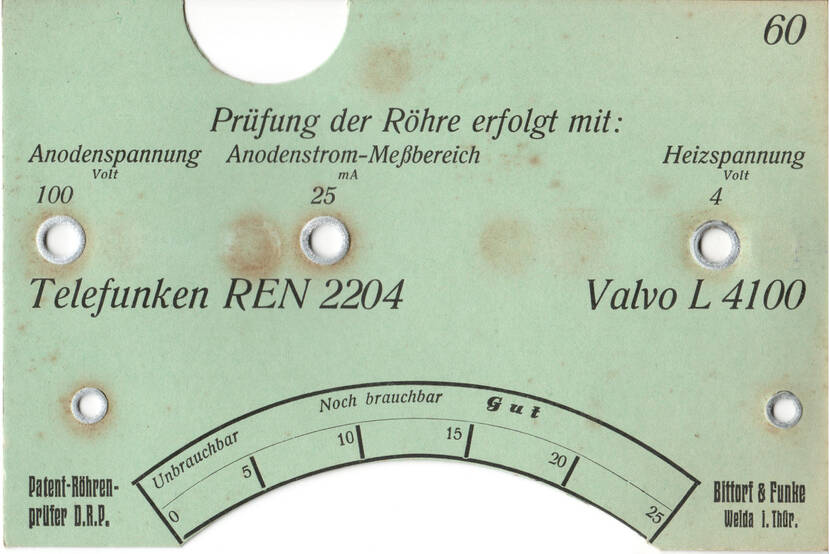 60
Prüfung der Röhre erfolgt mit:
Anodenspannung Anodenstrom-Meßbereich Heizspannung
Volt mA Volt
100 25 4
Telefunken REN 2204 Valvo L 4100
Unbrauchbar Noch brauchbar Gut
0 5 10 15 20 25
Patent-Röhren-
prüfer D.R.P.
Bittorf & Funke
Weida i. Thür.